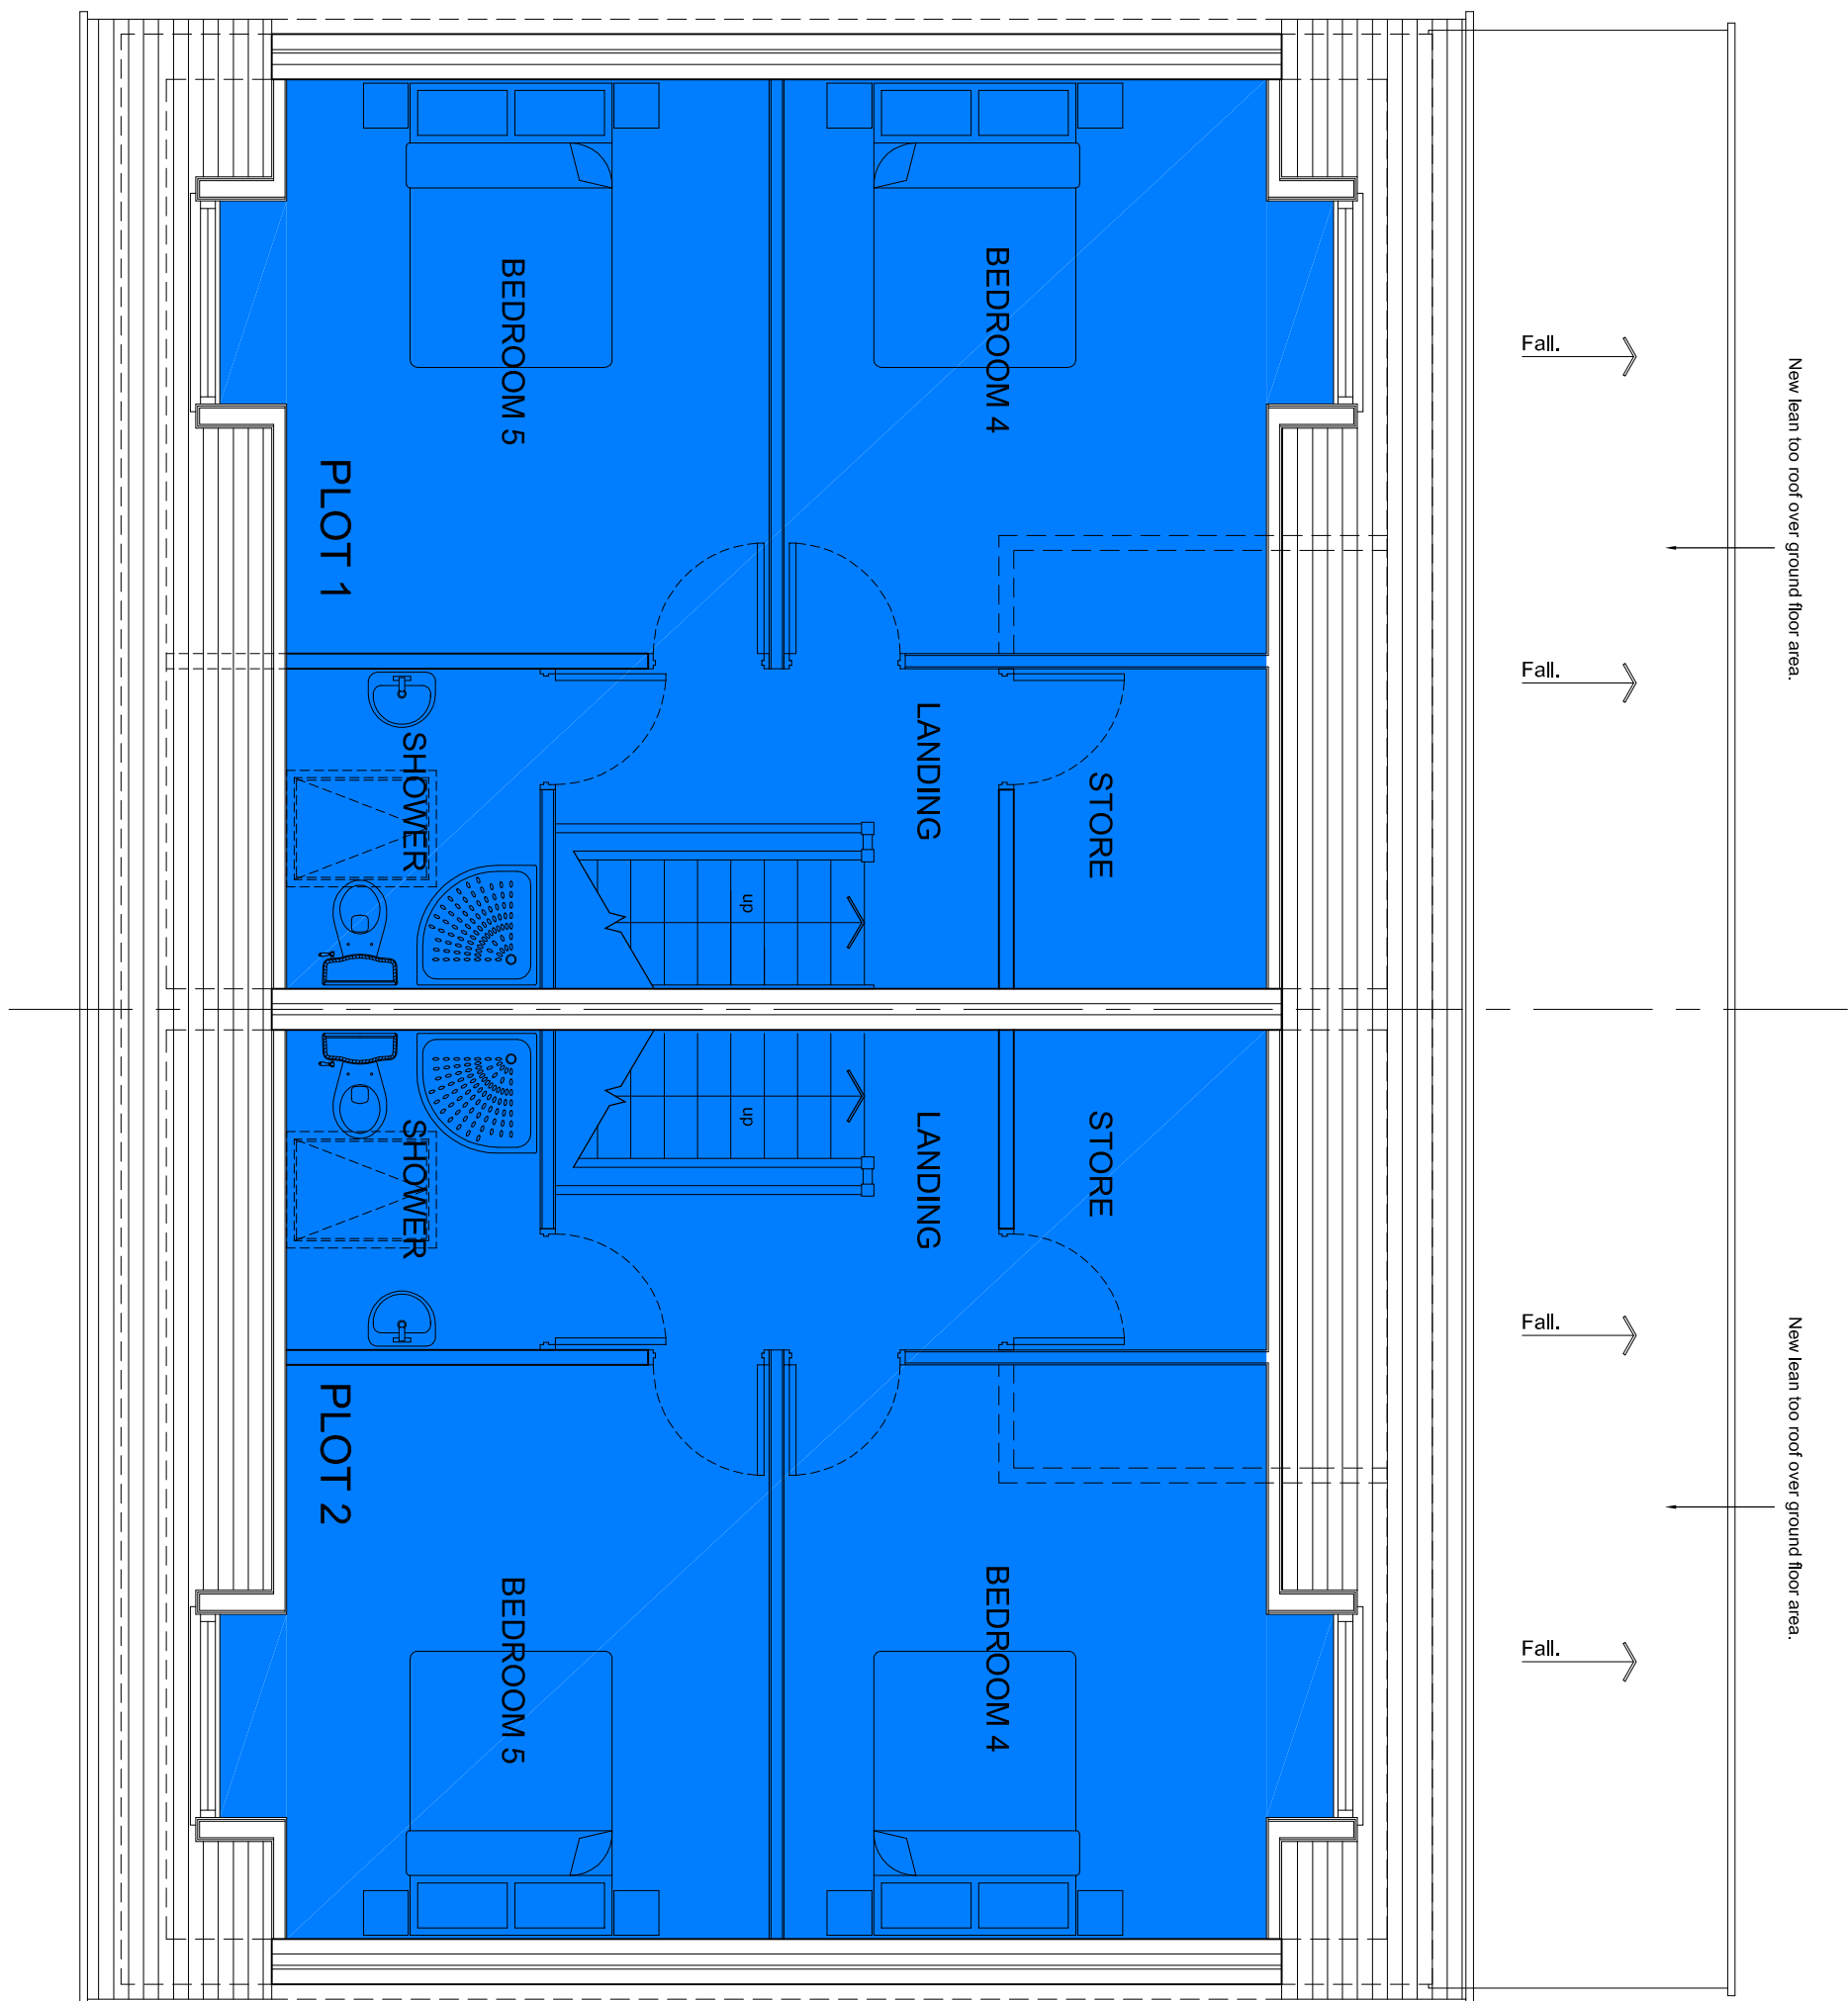 New lean too roof over ground floor area.
New lean too roof over ground floor area.
Fall.
Fall.
Fall.
Fall.
STORE
STORE
BEDROOM 4
LANDING
LANDING
BEDROOM 4
up
up
BEDROOM 5
BEDROOM 5
SHOWER
SHOWER
PLOT 1
PLOT 2